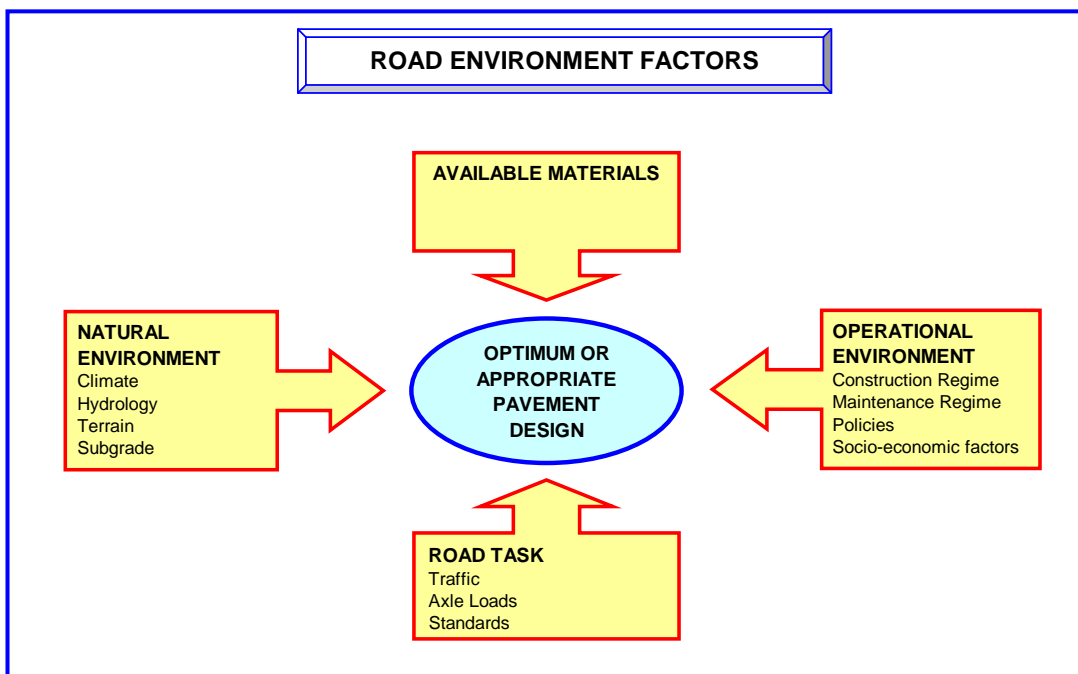 ROAD ENVIRONMENT FACTORS
AVAILABLE MATERIALS
NATURAL
ENVIRONMENT
Climate
Hydrology
Terrain
Subgrade
OPTIMUM OR
APPROPRIATE
PAVEMENT
DESIGN
OPERATIONAL
ENVIRONMENT
Construction Regime
Maintenance Regime
Policies
Socio-economic factors
ROAD TASK
Traffic
Axle Loads
Standards